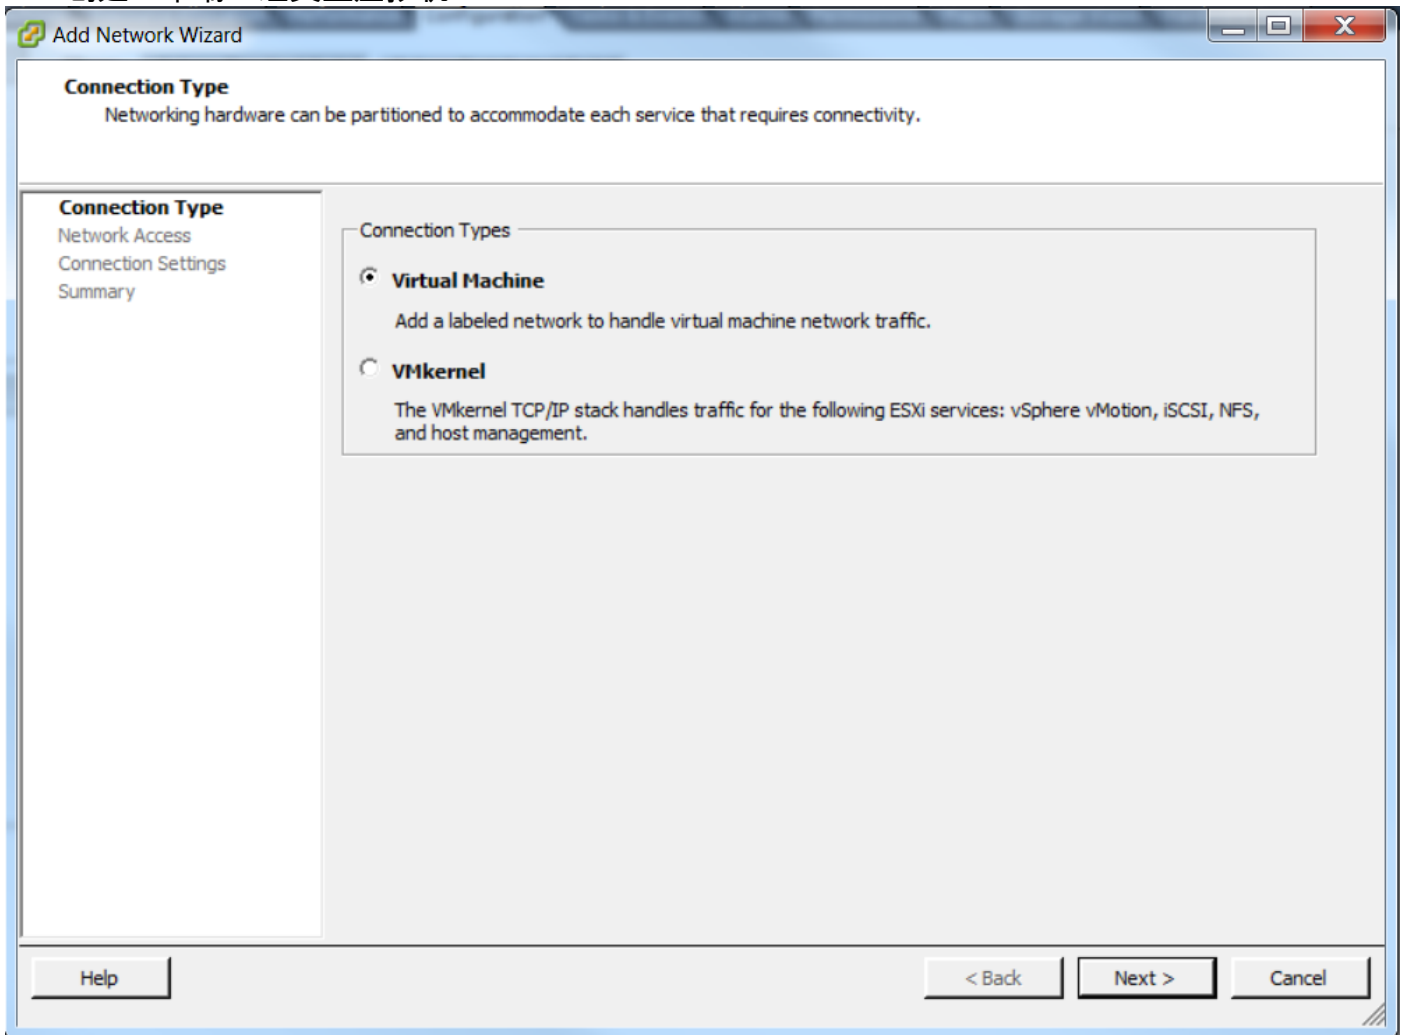 Add Network Wizard
Connection Type
Networking hardware can be partitioned to accommodate each service that requires connectivity.
Connection Type
Network Access
Connection Settings
Summary
Connection Types
Virtual Machine
Add a labeled network to handle virtual machine network traffic.
VMkernel
The VMkernel TCP/IP stack handles traffic for the following ESXi services: vSphere vMotion, iSCSI, NFS,
and host management.
Help
< Back
Next >
Cancel